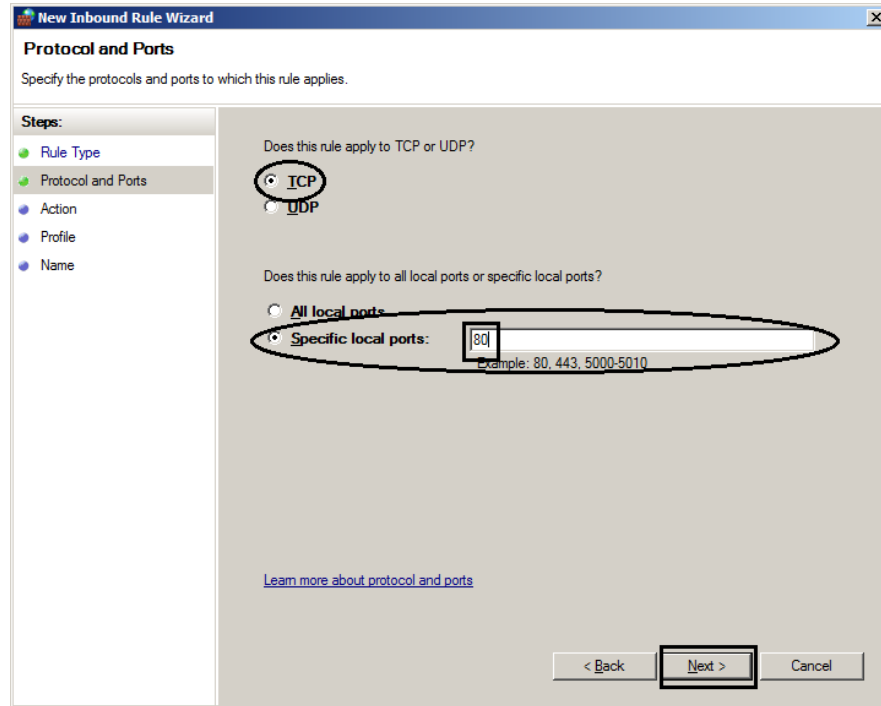 New Inbound Rule Wizard
Protocol and Ports
Specify the protocols and ports to which this rule applies.
Steps:
Rule Type
Protocol and Ports
Action
Profile
Name
Does this rule apply to TCP or UDP?
TCP
UDP
Does this rule apply to all local ports or specific local ports?
All local ports
Specific local ports: 80
Example: 80, 443, 5000-5010
Learn more about protocol and ports
< Back Next > Cancel